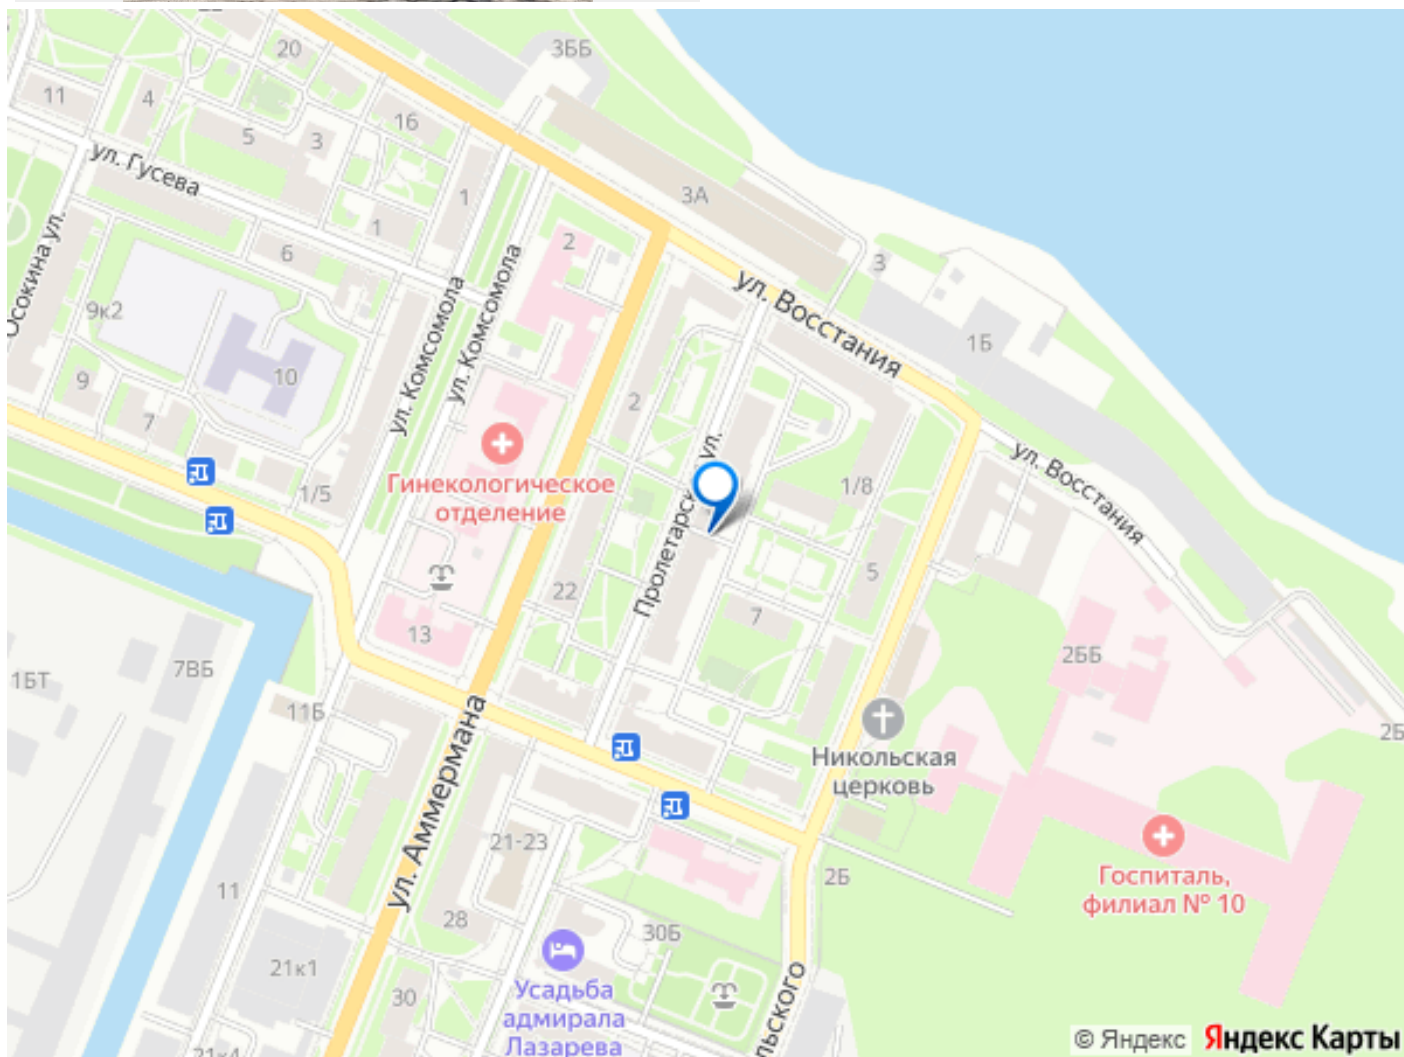 20
3ББ
11
4
16
5
3
ул. Гусева
1
3А
1
2
6
3
Осокина ул.
ул. Комсомола
ул. Комсомола
ул. Восстания
9к2
1Б
10
9
2
7
ул. Восстания
1/5
Гинекологическое
отделение
1/8
Пролетарск
ул.
22
5
7
13
2ББ
7ВБ
1БТ
11Б
2Б
Никольская
церковь
ул. Аммермана
21-23
2Б
Госпиталь,
филиал № 10
11
28
30Б
21к1
30
Усадьба
адмирала
Лазарева
льского
21к4
© Яндекс Яндекс Карты